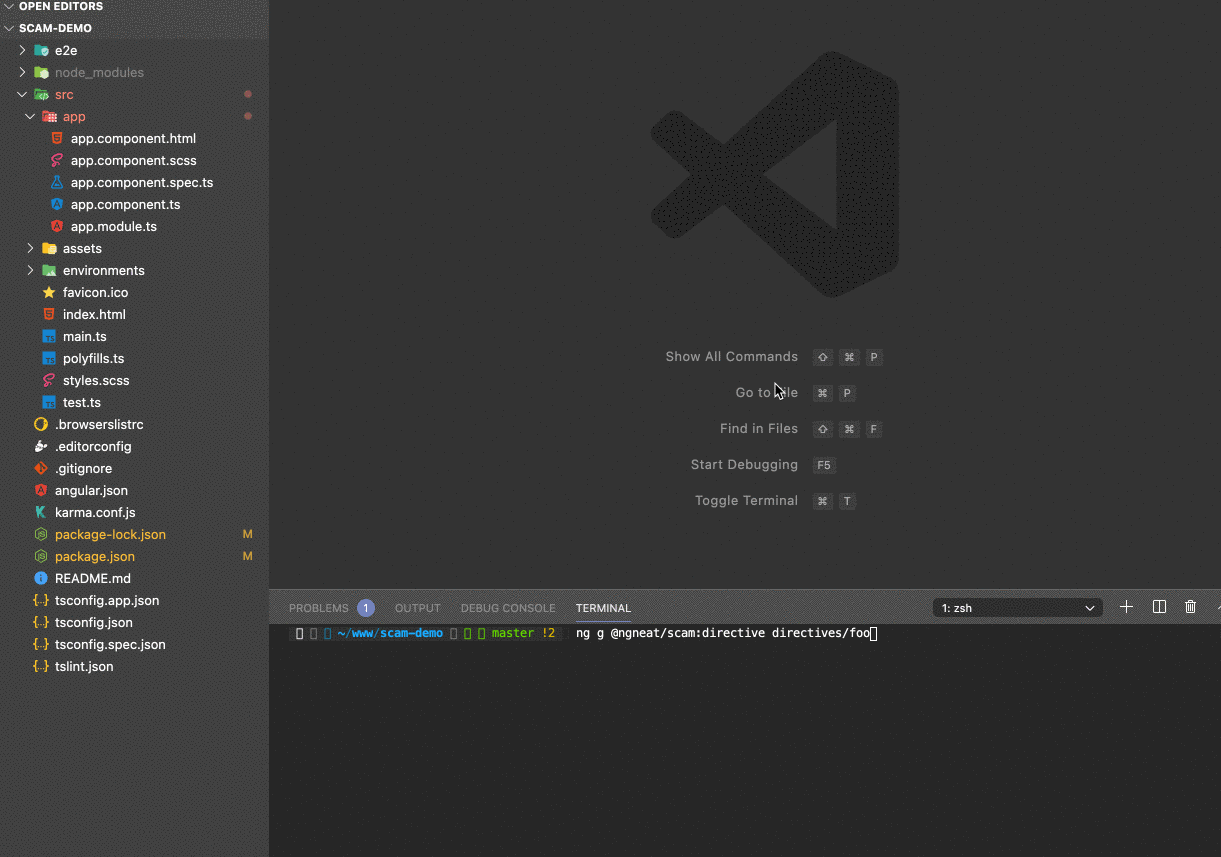 OPEN EDITORS
SCAM-DEMO
e2e
node_modules
src
app
app.component.html
app.component.scss
app.component.spec.ts
app.component.ts
app.module.ts
assets
environments
favicon.ico
index.html
main.ts
polyfills.ts
styles.scss
test.ts
.browserslistrc
.editorconfig
.gitignore
angular.json
karma.conf.js
package-lock.json M
package.json M
README.md
tsconfig.app.json
tsconfig.json
tsconfig.spec.json
tslint.json
Show All Commands ⇧ ⌘ P
Go to File ⌘ P
Find in Files ⇧ ⌘ F
Start Debugging F5
Toggle Terminal ⌘ T
PROBLEMS 1 OUTPUT DEBUG CONSOLE TERMINAL 1: zsh
~/www/scam-demo master !2 ng g @ngneat/scam:directive directives/foo